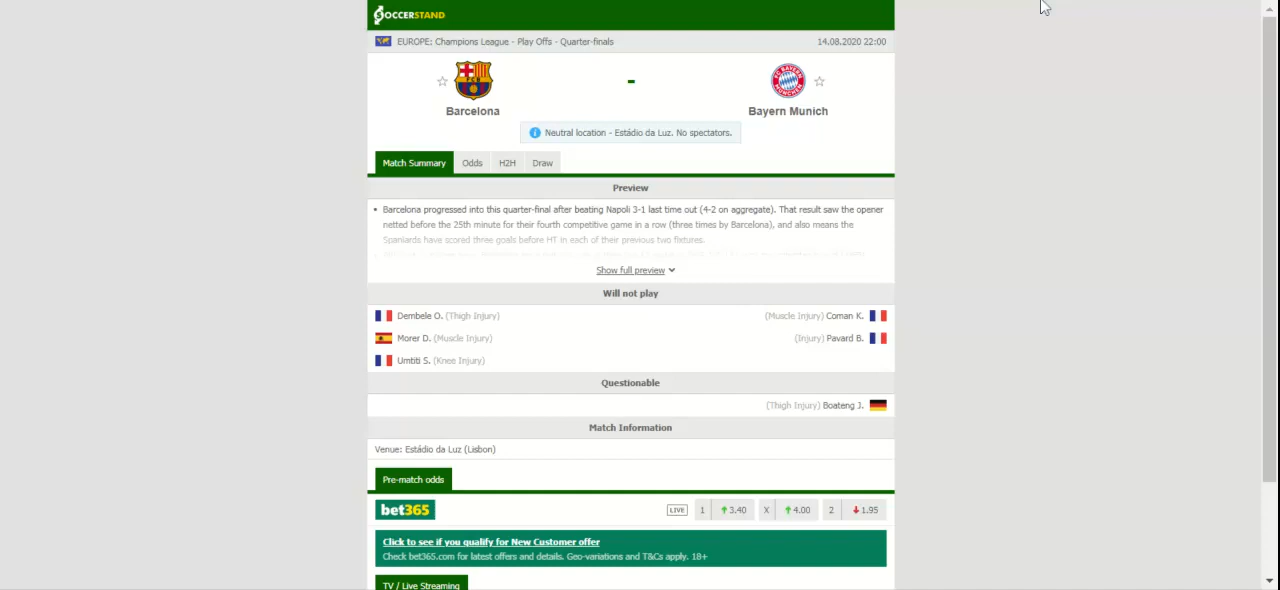 SOCCERSTAND
EUROPE: Champions League - Play Offs - Quarter-finals 14.08.2020 22:00
-
Barcelona Bayern Munich
Neutral location - Estádio da Luz. No spectators.
Match Summary Odds H2H Draw
Preview
Barcelona progressed into this quarter-final after beating Napoli 3-1 last time out (4-2 on aggregate). That result saw the opener
netted before the 25th minute for their fourth competitive game in a row (three times by Barcelona), and also means the
Spaniards have scored three goals before HT in each of their previous two fixtures.
Show full preview
Will not play
Dembele O. (Thigh Injury) (Muscle Injury) Coman K.
Morer D. (Muscle Injury) (Injury) Pavard B.
Umtiti S. (Knee Injury)
Questionable
(Thigh Injury) Boateng J.
Match Information
Venue: Estádio da Luz (Lisbon)
Pre-match odds
bet365 LIVE 1 3.40 X 4.00 2 1.95
Click to see if you qualify for New Customer offer
Check bet365.com for latest offers and details. Geo-variations and T&Cs apply. 18+
TV / Live Streaming